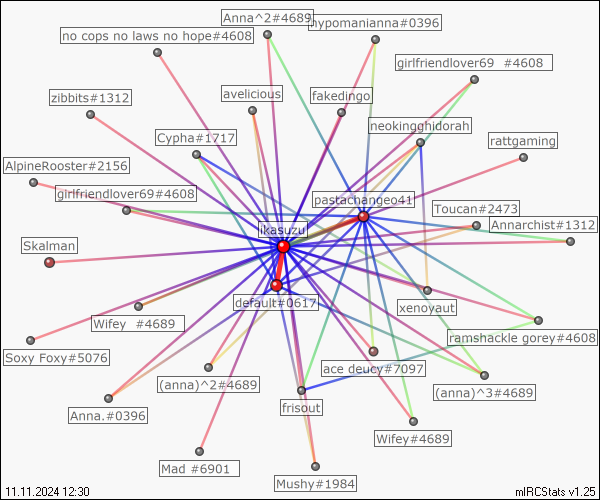 Anna^2#4689
hypomanianna#0396
no cops no laws no hope#4608
girlfriendlover69 #4608
avelicious
fakedingo
zibbits#1312
neokingghidorah
Cypha#1717
rattgaming
AlpineRooster#2156
girlfriendlover69#4608
pastachangeo41
Toucan#2473
Annarchist#1312
ikasuzu
Skalman
default#0617
xenoyaut
Wifey #4689
ramshackle gorey#4608
Soxy Foxy#5076
ace deucy#7097
(anna)^2#4689
(anna)^3#4689
Anna.#0396
frisout
Wifey#4689
Mad #6901
Mushy#1984
11.11.2024 12:30
mIRCStats v1.25